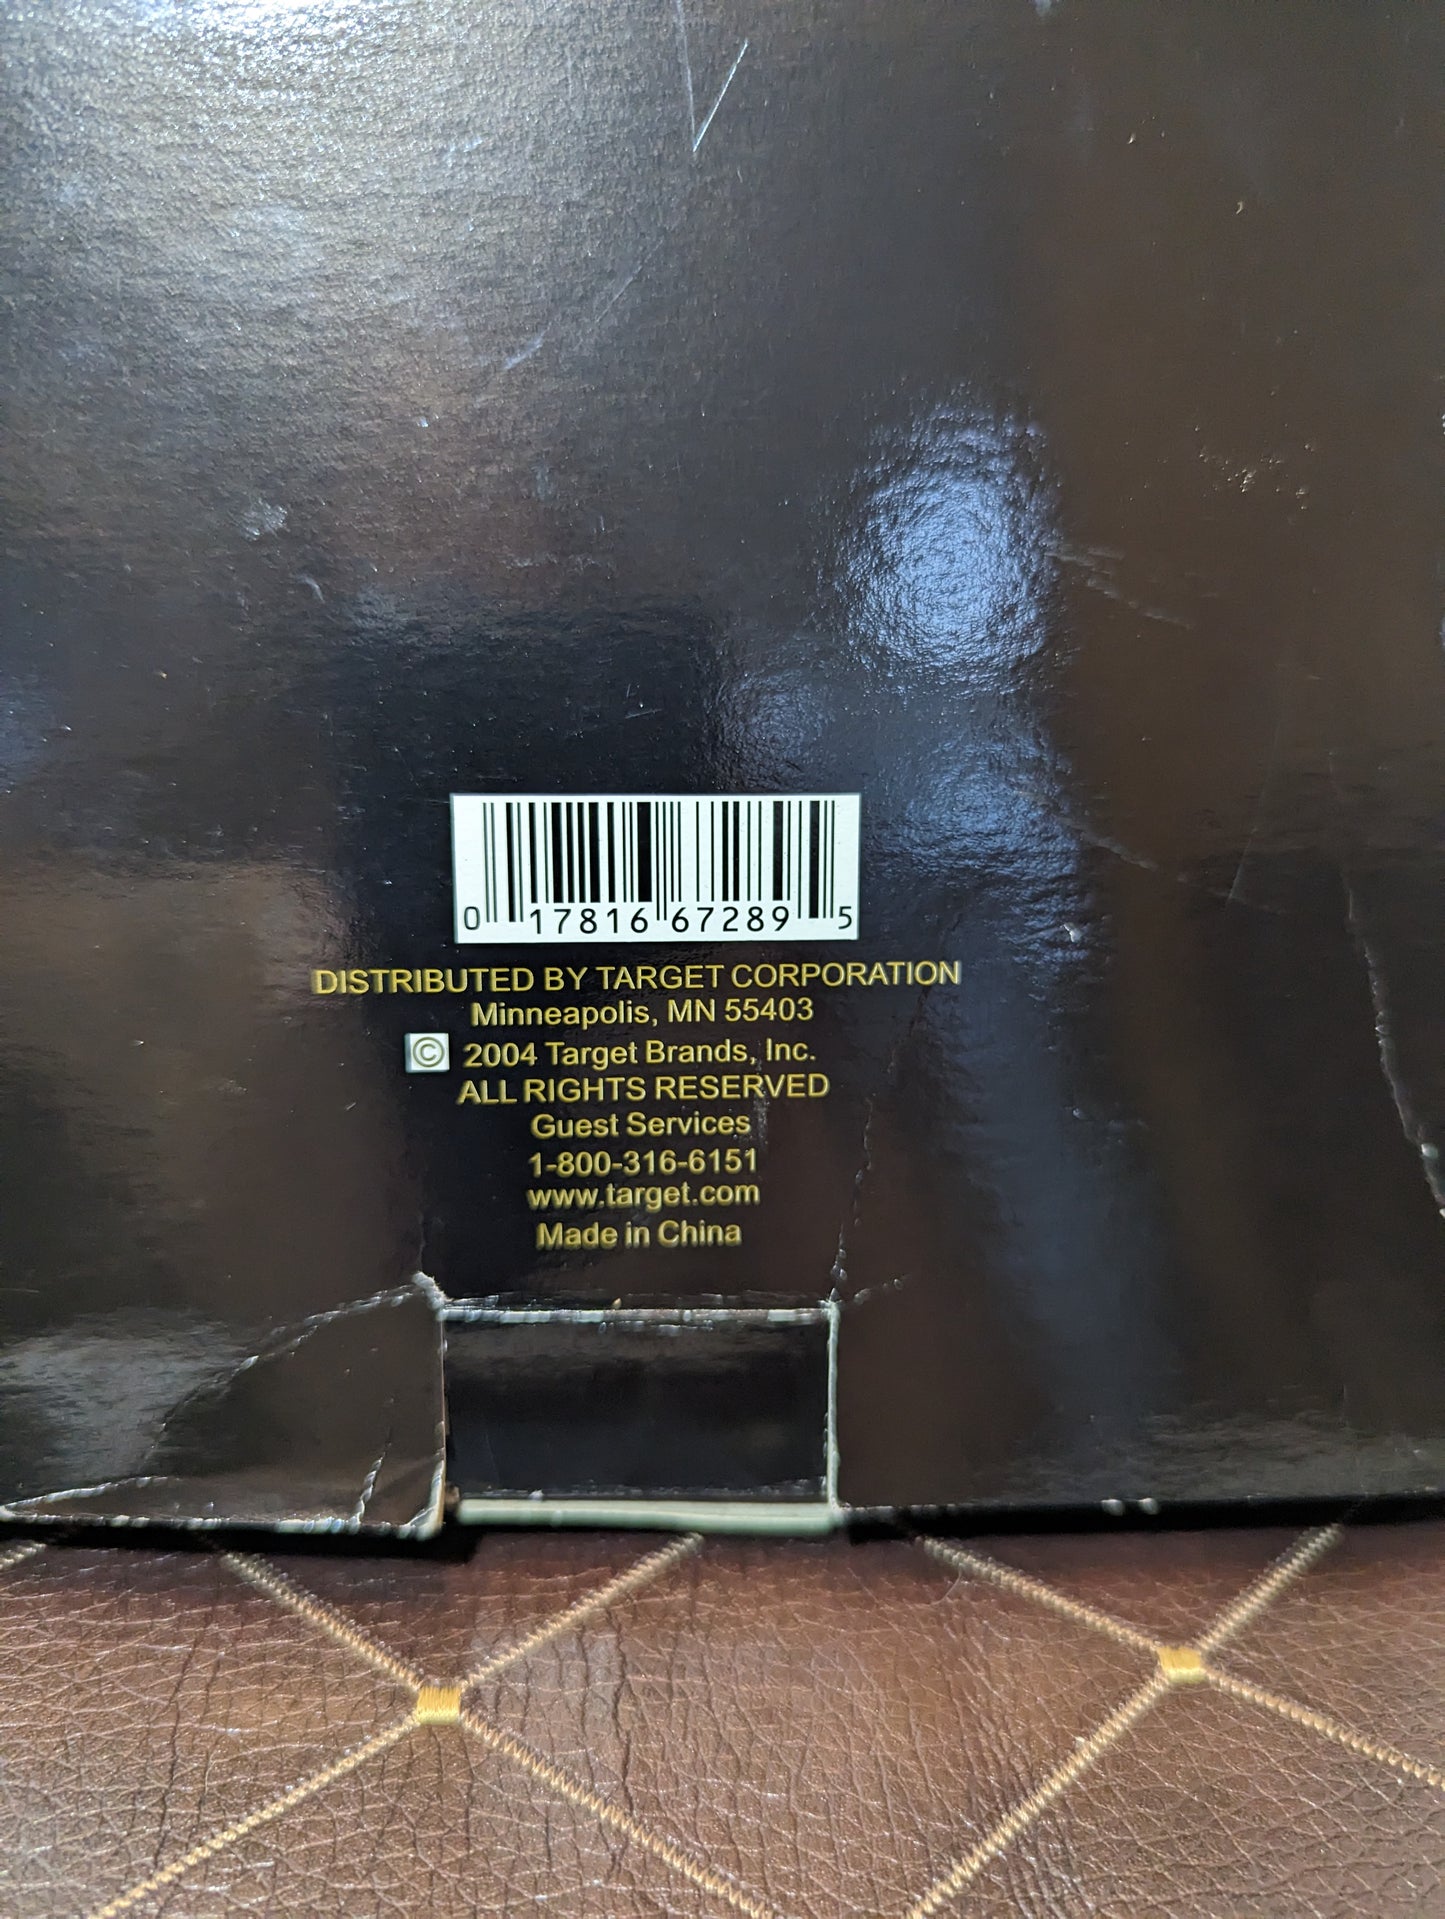 0 17816 67289 5
DISTRIBUTED BY TARGET CORPORATION
Minneapolis, MN 55403
© 2004 Target Brands, Inc.
ALL RIGHTS RESERVED
Guest Services
1-800-316-6151
www.target.com
Made in China